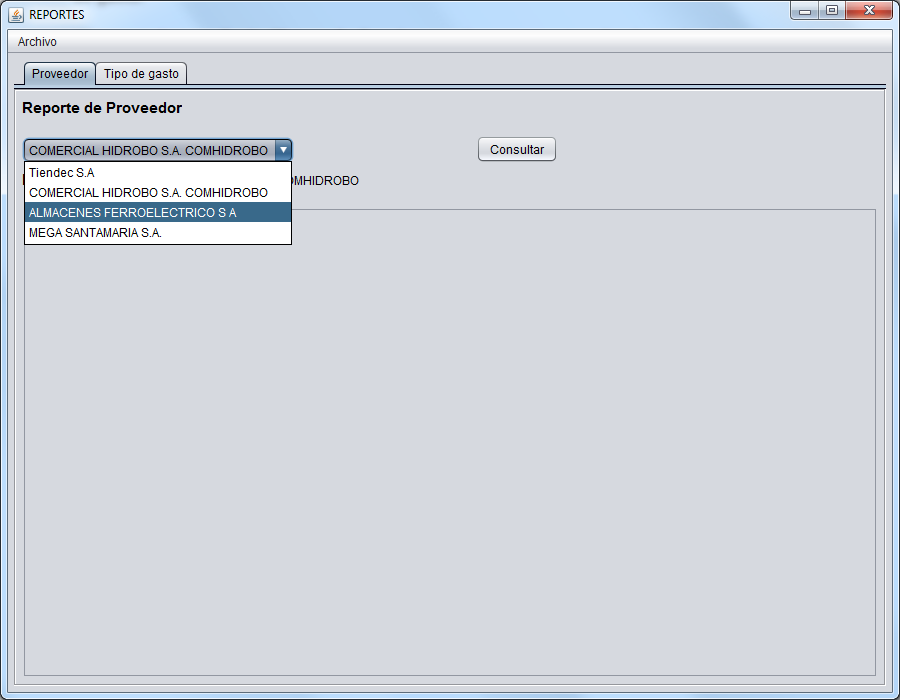 REPORTES
Archivo
Proveedor Tipo de gasto
Reporte de Proveedor
COMERCIAL HIDROBO S.A. COMHIDROBO Consultar
Tiendec S.A
COMERCIAL HIDROBO S.A. COMHIDROBO
ALMACENES FERROELECTRICO S A
MEGA SANTAMARIA S.A.